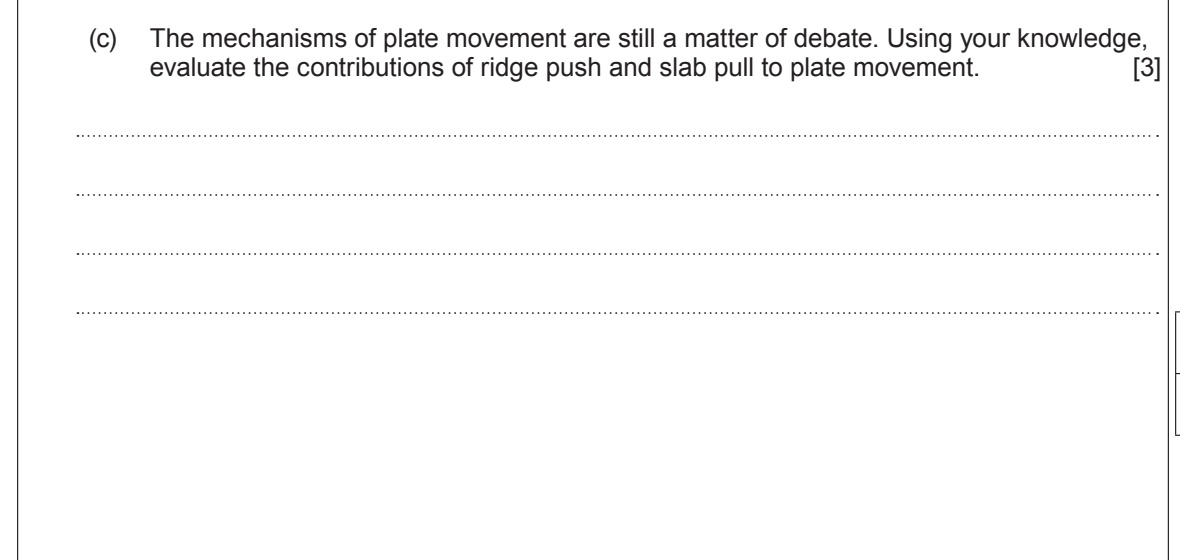 (c) The mechanisms of plate movement are still a matter of debate. Using your knowledge,
evaluate the contributions of ridge push and slab pull to plate movement. [3]